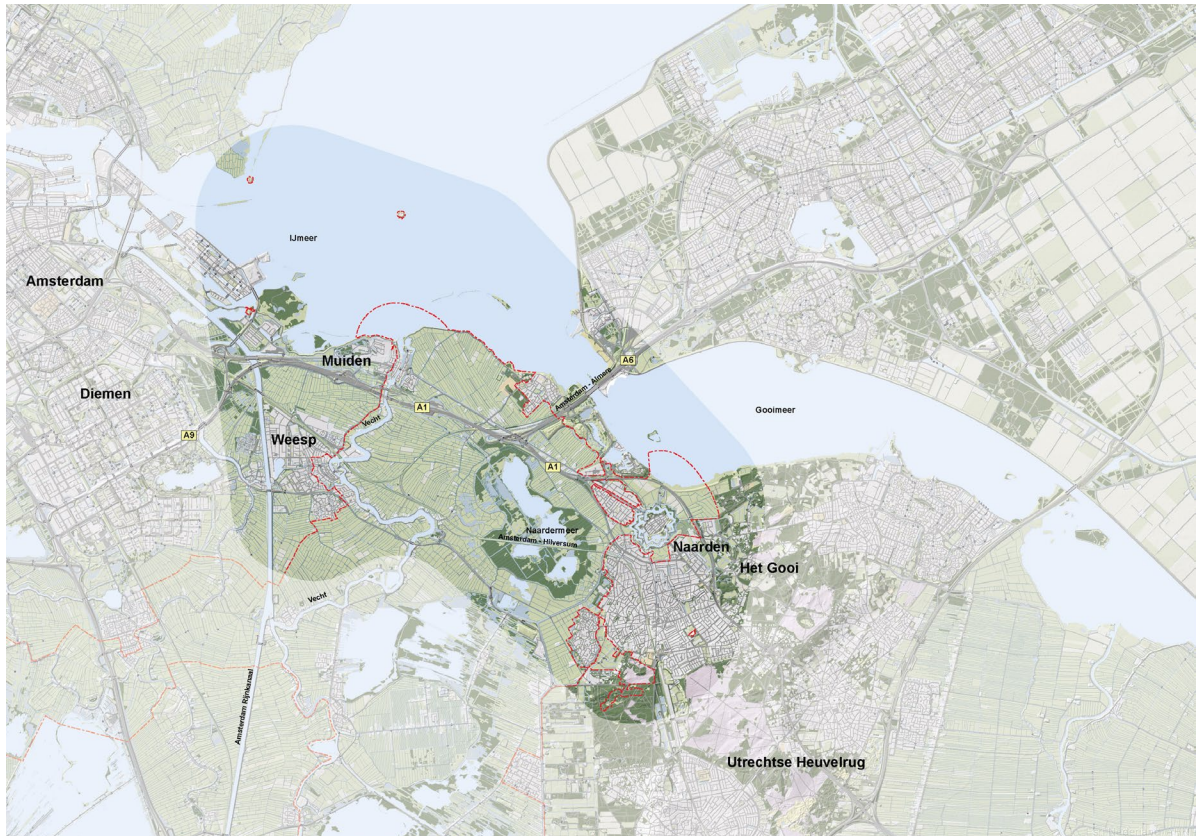 IJmeer
Amsterdam
Muiden
A6
Amsterdam - Almere
Diemen
A1
Gooimeer
Vecht
A9
Weesp
A1
Naardermeer
Amsterdam - Hilversum
Naarden
Het Gooi
Vecht
Amsterdam Rijnkanaal
Utrechtse Heuvelrug